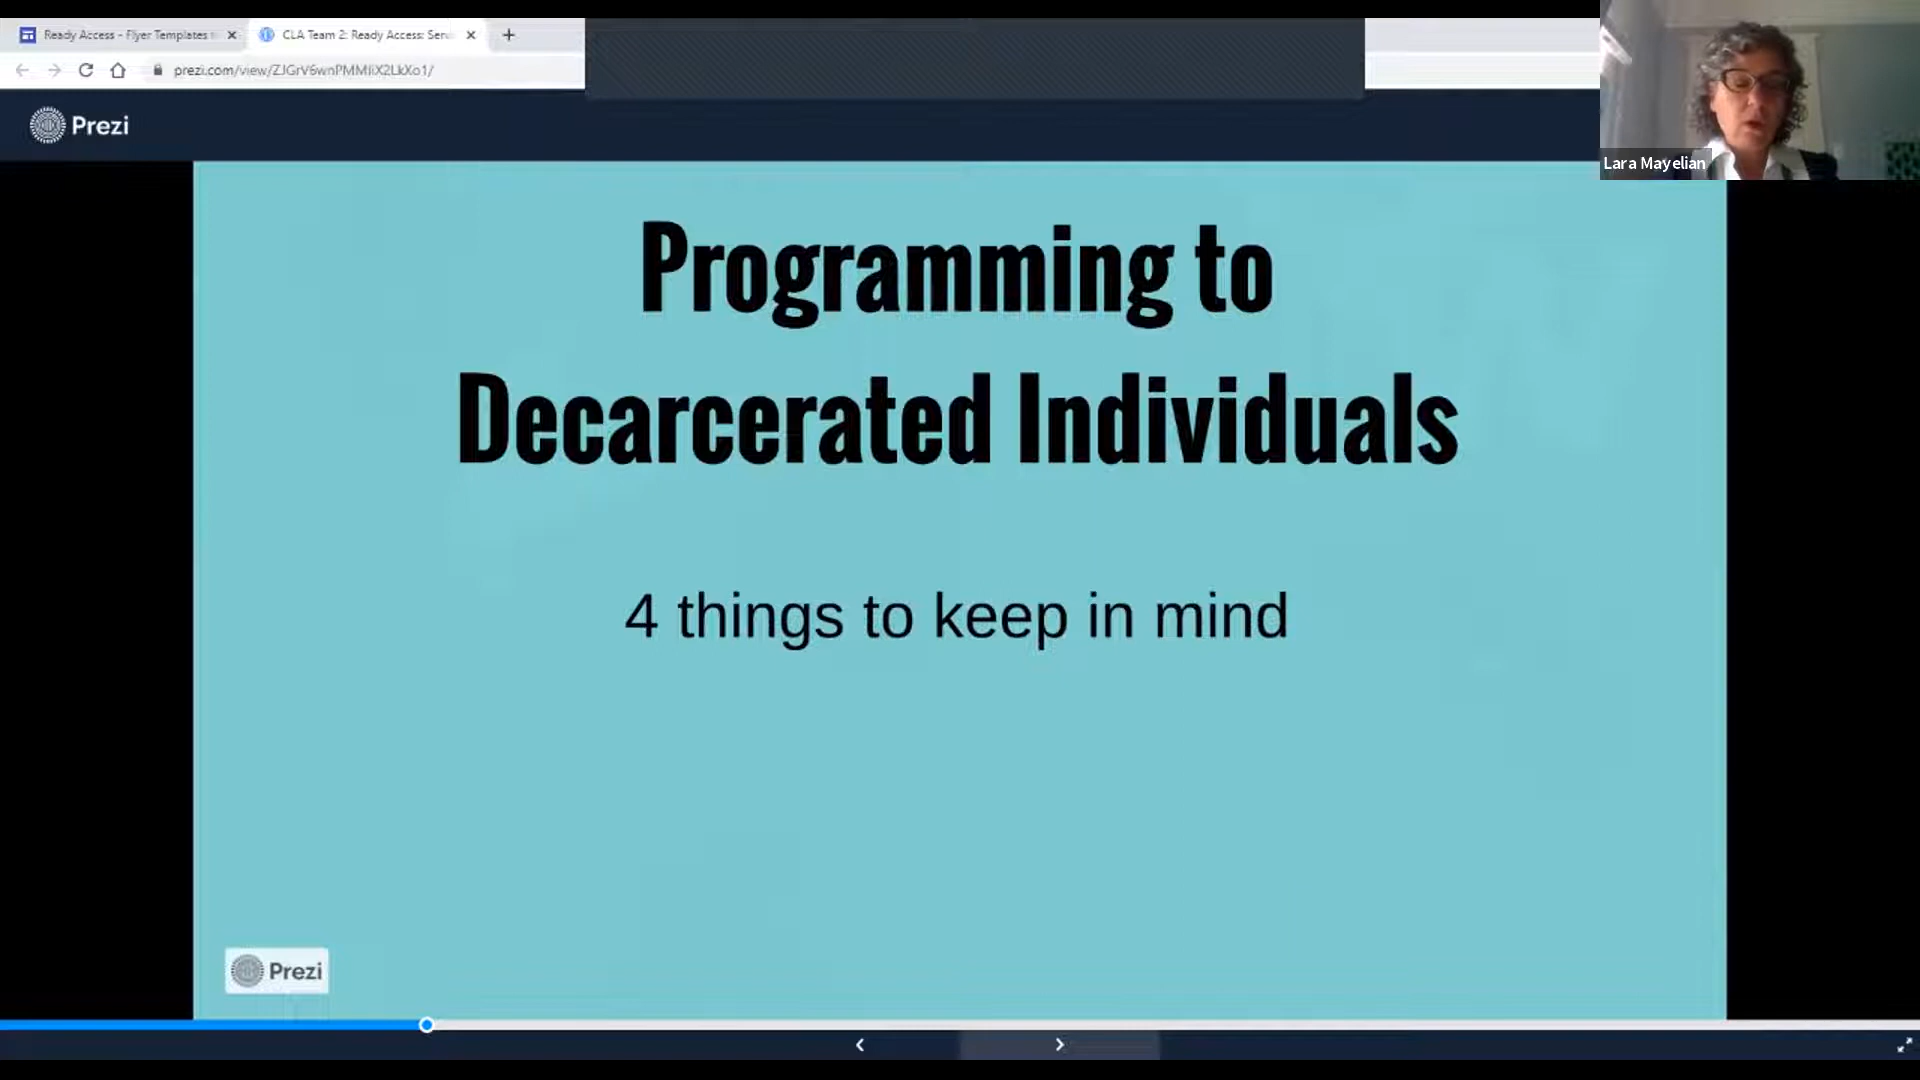 Ready Access - Flyer Templates
CLA Team 2: Ready Access: Serv
prezi.com/view/ZJGrV6wnPMMIiX2LkXo1/
Prezi
Lara Mayelian
Programming to
Decarcerated Individuals
4 things to keep in mind
Prezi